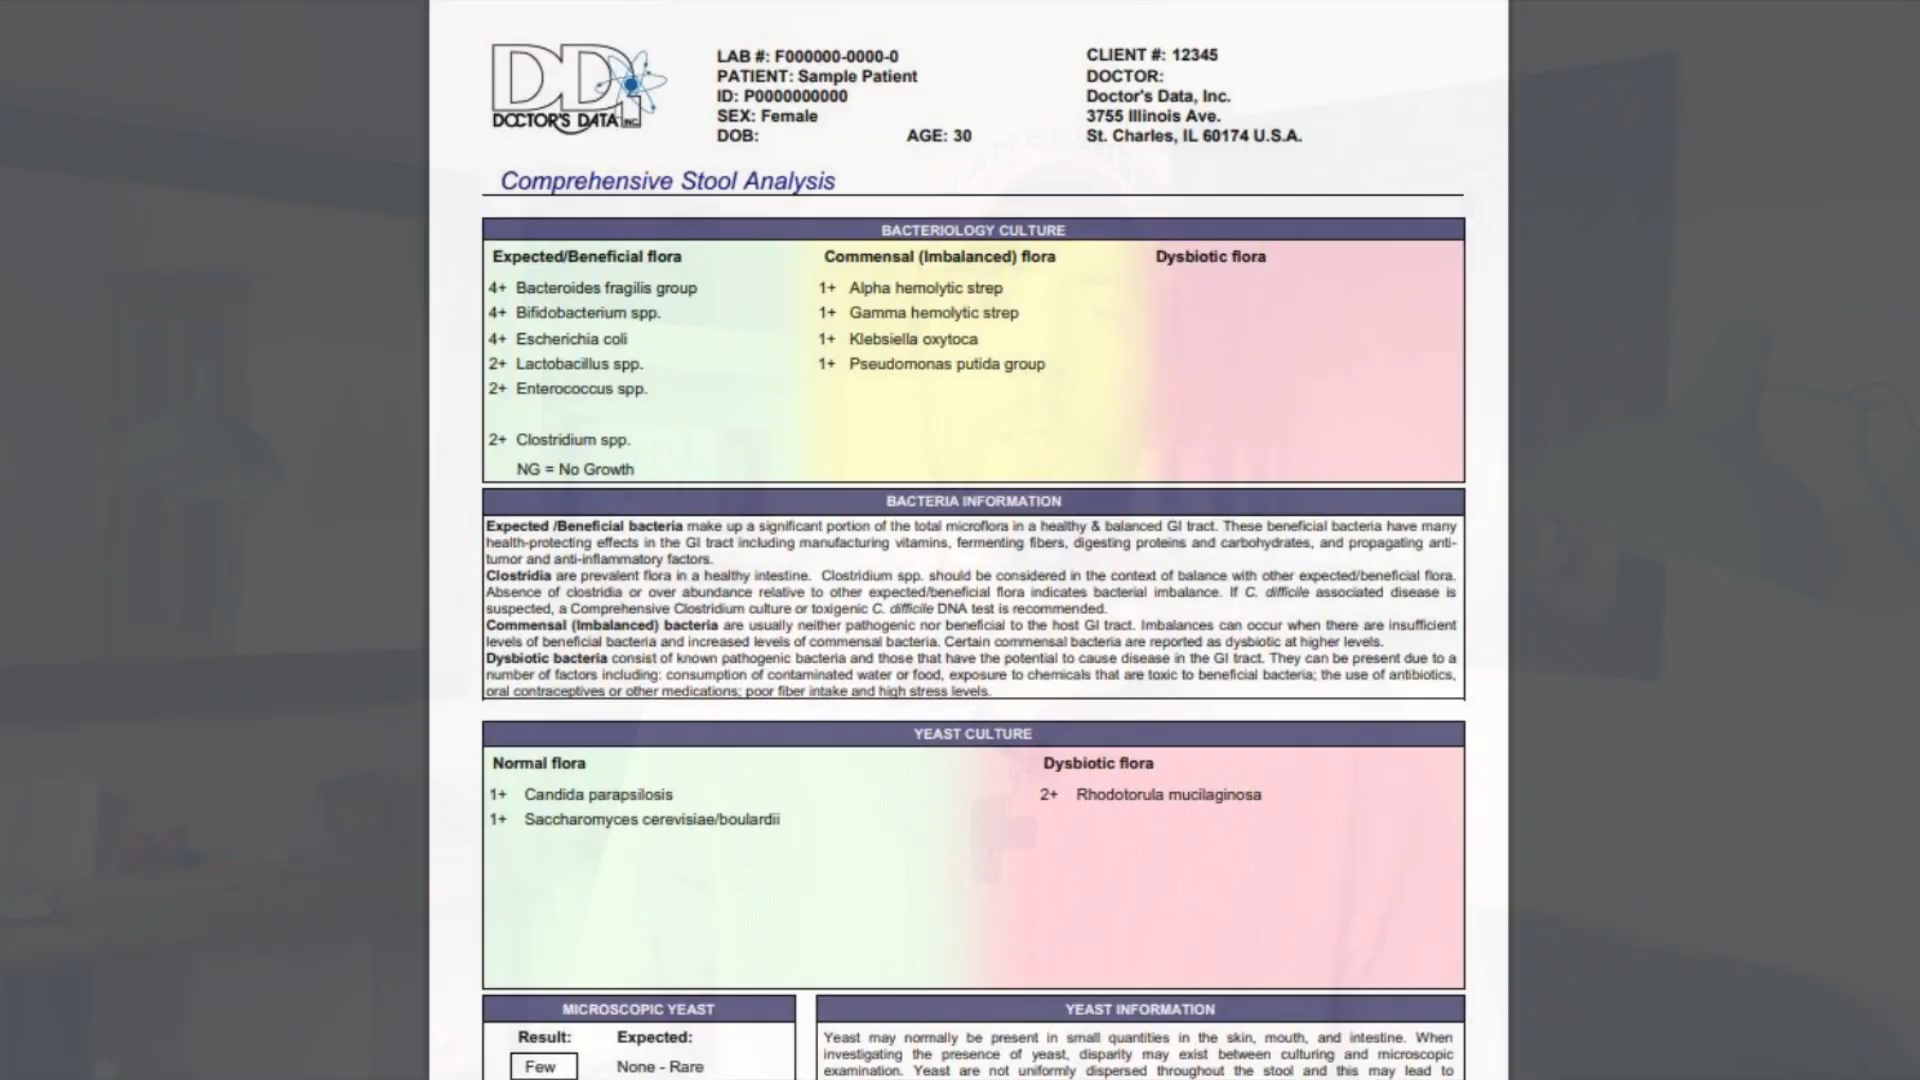 DOCTOR'S DATA INC.
LAB #: F000000-0000-0
PATIENT: Sample Patient
ID: P0000000000
SEX: Female
DOB: AGE: 30
CLIENT #: 12345
DOCTOR:
Doctor's Data, Inc.
3755 Illinois Ave.
St. Charles, IL 60174 U.S.A.
Comprehensive Stool Analysis
BACTERIOLOGY CULTURE
Expected/Beneficial flora
4+ Bacteroides fragilis group
4+ Bifidobacterium spp.
4+ Escherichia coli
2+ Lactobacillus spp.
2+ Enterococcus spp.
2+ Clostridium spp.
NG = No Growth
Commensal (Imbalanced) flora
1+ Alpha hemolytic strep
1+ Gamma hemolytic strep
1+ Klebsiella oxytoca
1+ Pseudomonas putida group
Dysbiotic flora
BACTERIA INFORMATION
Expected /Beneficial bacteria make up a significant portion of the total microflora in a healthy & balanced GI tract. These beneficial bacteria have many
health-protecting effects in the GI tract including manufacturing vitamins, fermenting fibers, digesting proteins and carbohydrates, and propagating anti-
tumor and anti-inflammatory factors.
Clostridia are prevalent flora in a healthy intestine. Clostridium spp. should be considered in the context of balance with other expected/beneficial flora.
Absence of clostridia or over abundance relative to other expected/beneficial flora indicates bacterial imbalance. If C. difficile associated disease is
suspected, a Comprehensive Clostridium culture or toxigenic C. difficile DNA test is recommended.
Commensal (Imbalanced) bacteria are usually neither pathogenic nor beneficial to the host GI tract. Imbalances can occur when there are insufficient
levels of beneficial bacteria and increased levels of commensal bacteria. Certain commensal bacteria are reported as dysbiotic at higher levels.
Dysbiotic bacteria consist of known pathogenic bacteria and those that have the potential to cause disease in the GI tract. They can be present due to a
number of factors including: consumption of contaminated water or food, exposure to chemicals that are toxic to beneficial bacteria; the use of antibiotics,
oral contraceptives or other medications; poor fiber intake and high stress levels.
YEAST CULTURE
Normal flora
1+ Candida parapsilosis
1+ Saccharomyces cerevisiae/boulardii
Dysbiotic flora
2+ Rhodotorula mucilaginosa
MICROSCOPIC YEAST
Result: Expected:
Few None - Rare
YEAST INFORMATION
Yeast may normally be present in small quantities in the skin, mouth, and intestine. When
investigating the presence of yeast, disparity may exist between culturing and microscopic
examination. Yeast are not uniformly dispersed throughout the stool and this may lead to